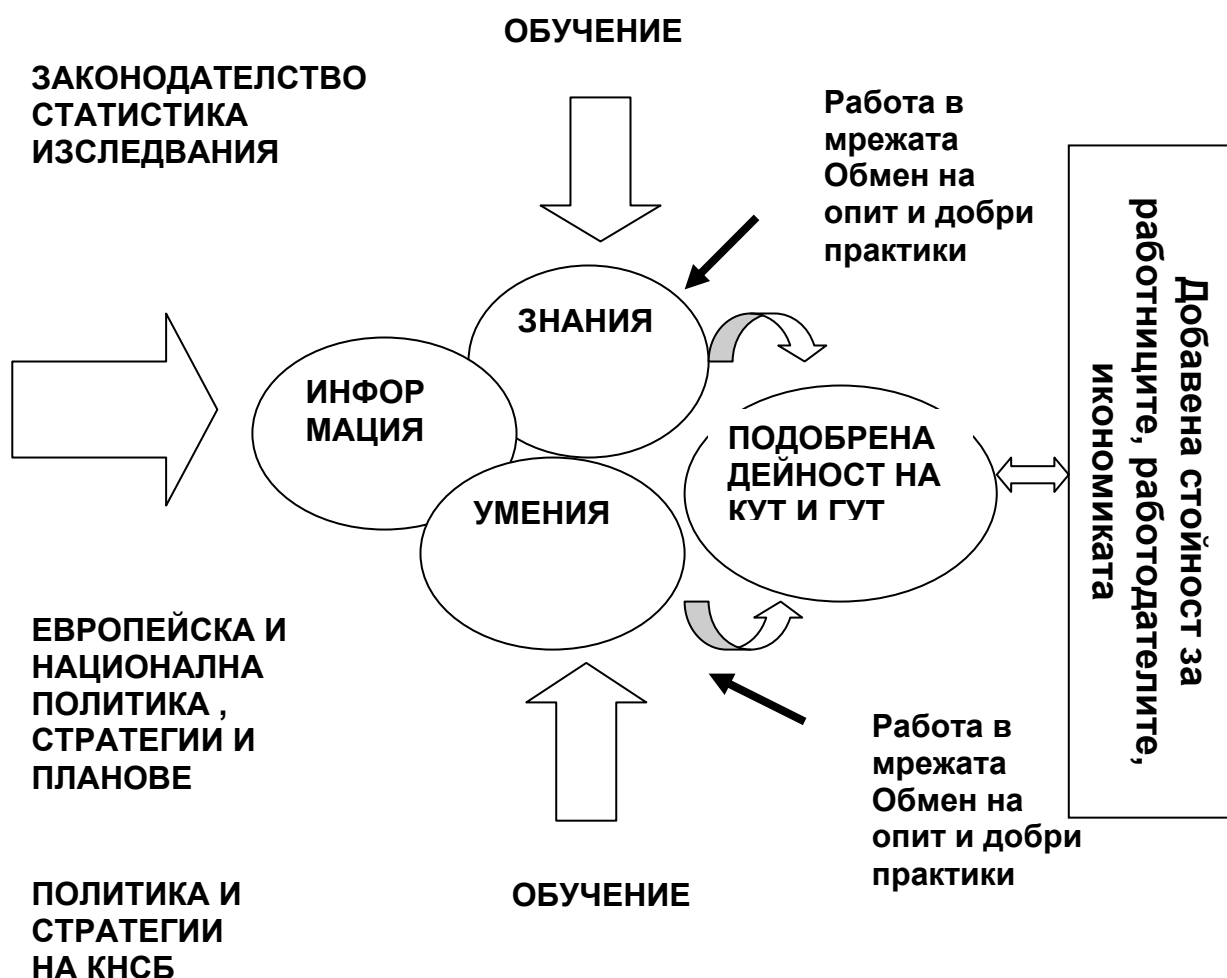 ОБУЧЕНИЕ
ЗАКОНОДАТЕЛСТВО
СТАТИСТИКА
ИЗСЛЕДВАНИЯ
Работа в
мрежата
Обмен на
опит и добри
практики
ЗНАНИЯ
ИНФОР
МАЦИЯ
УМЕНИЯ
ПОДОБРЕНА
ДЕЙНОСТ НА
КУТ И ГУТ
Добавена стойност за
работниците, работодателите,
икономиката
ЕВРОПЕЙСКА И
НАЦИОНАЛНА
ПОЛИТИКА ,
СТРАТЕГИИ И
ПЛАНОВЕ
Работа в
мрежата
Обмен на
опит и добри
практики
ПОЛИТИКА И
СТРАТЕГИИ
НА КНСБ
ОБУЧЕНИЕ